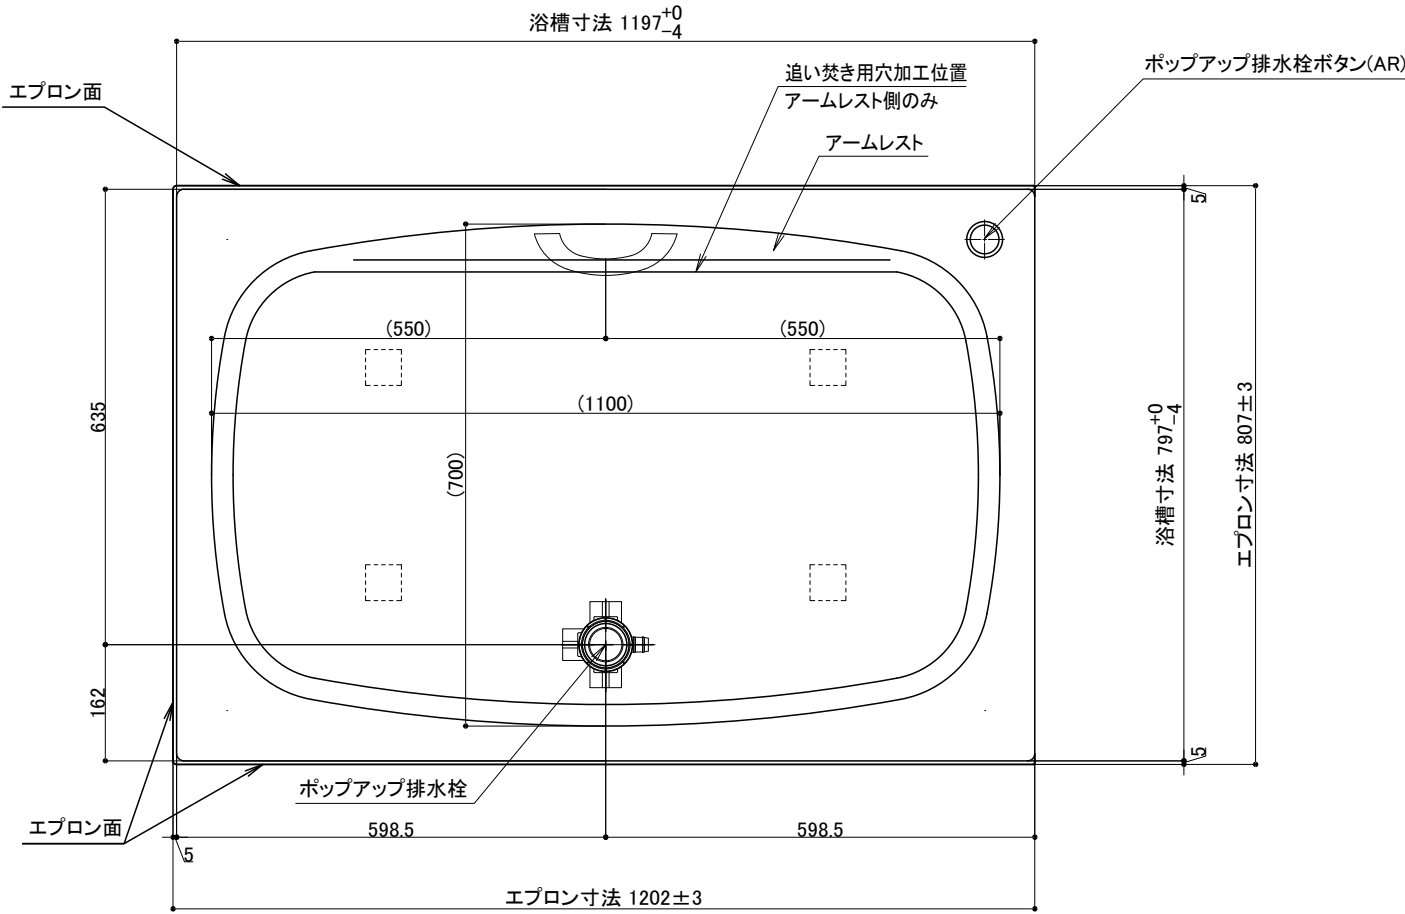 浴槽寸法 1197+0-4
エプロン面
追い焚き用穴加工位置
アームレスト側のみ
アームレスト
ポップアップ排水栓ボタン(AR)
5
(550)
(550)
(1100)
635
(700)
浴槽寸法 797+0-4
エプロン寸法 807±3
162
5
ポップアップ排水栓
エプロン面
598.5
598.5
5
エプロン寸法 1202±3